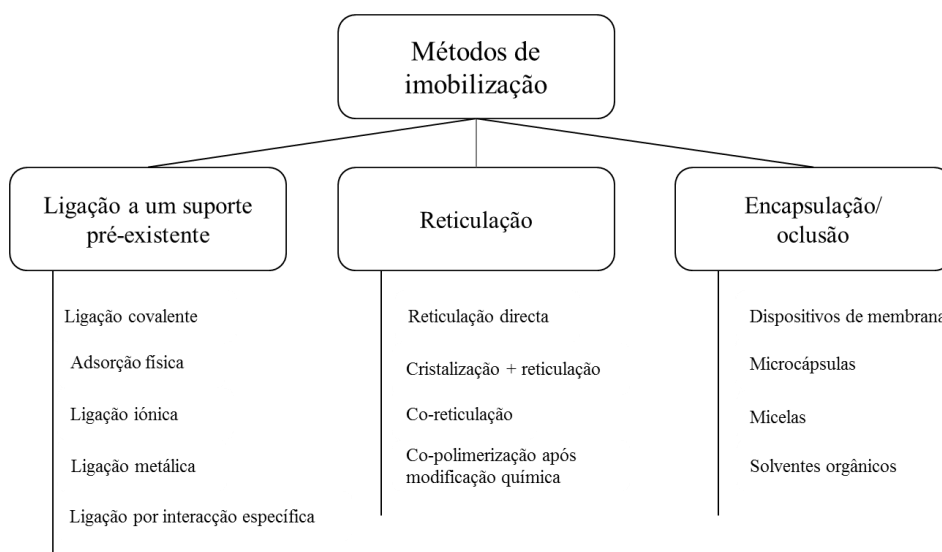 Métodos de
imobilização
Ligação a um suporte
pré-existente
Ligação covalente
Adsorção física
Ligação iónica
Ligação metálica
Ligação por interacção específica
Reticulação
Reticulação directa
Cristalização + reticulação
Co-reticulação
Co-polimerização após
modificação química
Encapsulação/
oclusão
Dispositivos de membrana
Microcápsulas
Micelas
Solventes orgânicos